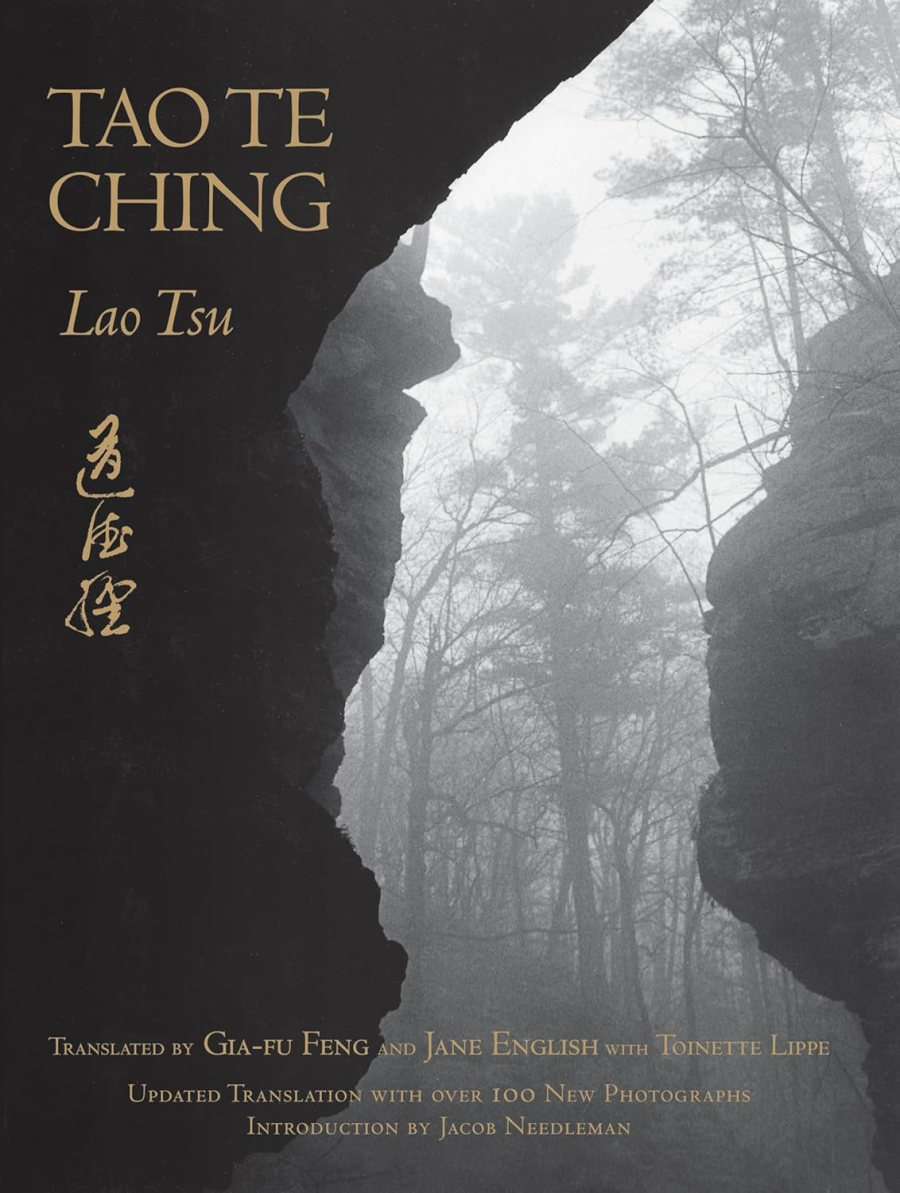 TAO TE
CHING
Lao Tsu
道
德
經
Translated by Gia-fu Feng and Jane English with Toinette Lippe
Updated Translation with over 100 New Photographs
Introduction by Jacob Needleman